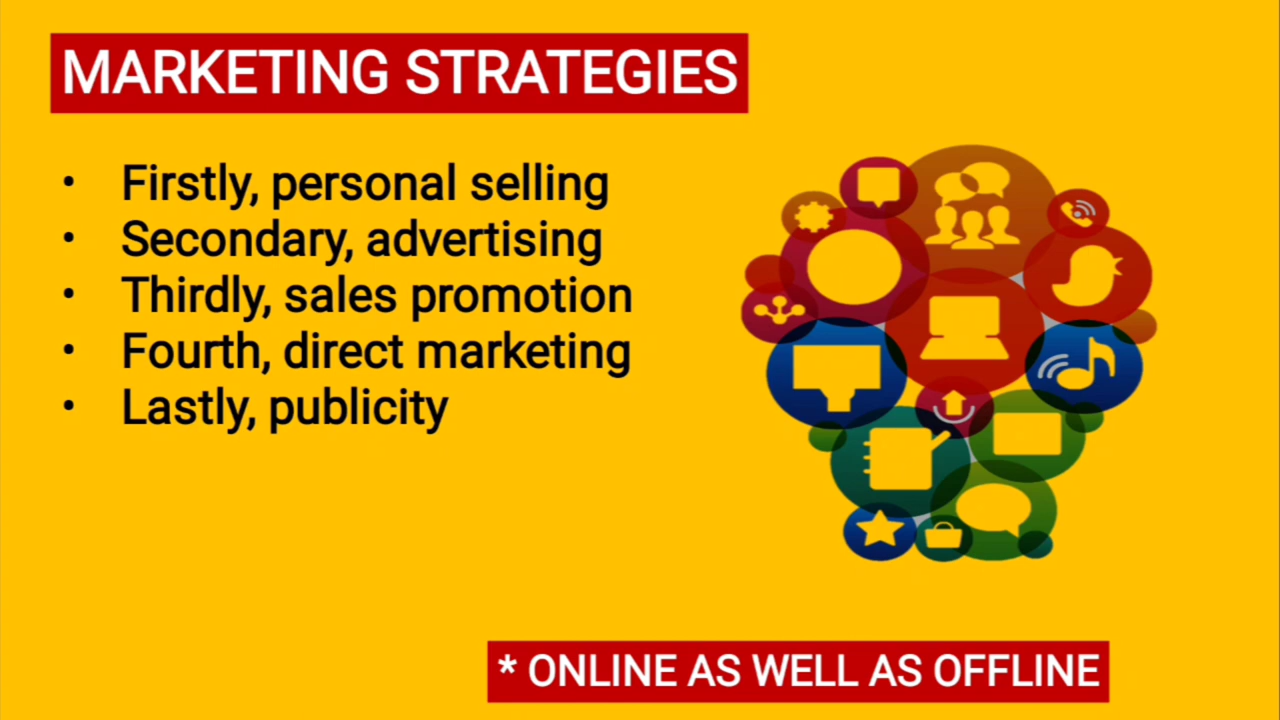 MARKETING STRATEGIES
• Firstly, personal selling
• Secondary, advertising
• Thirdly, sales promotion
• Fourth, direct marketing
• Lastly, publicity
* ONLINE AS WELL AS OFFLINE